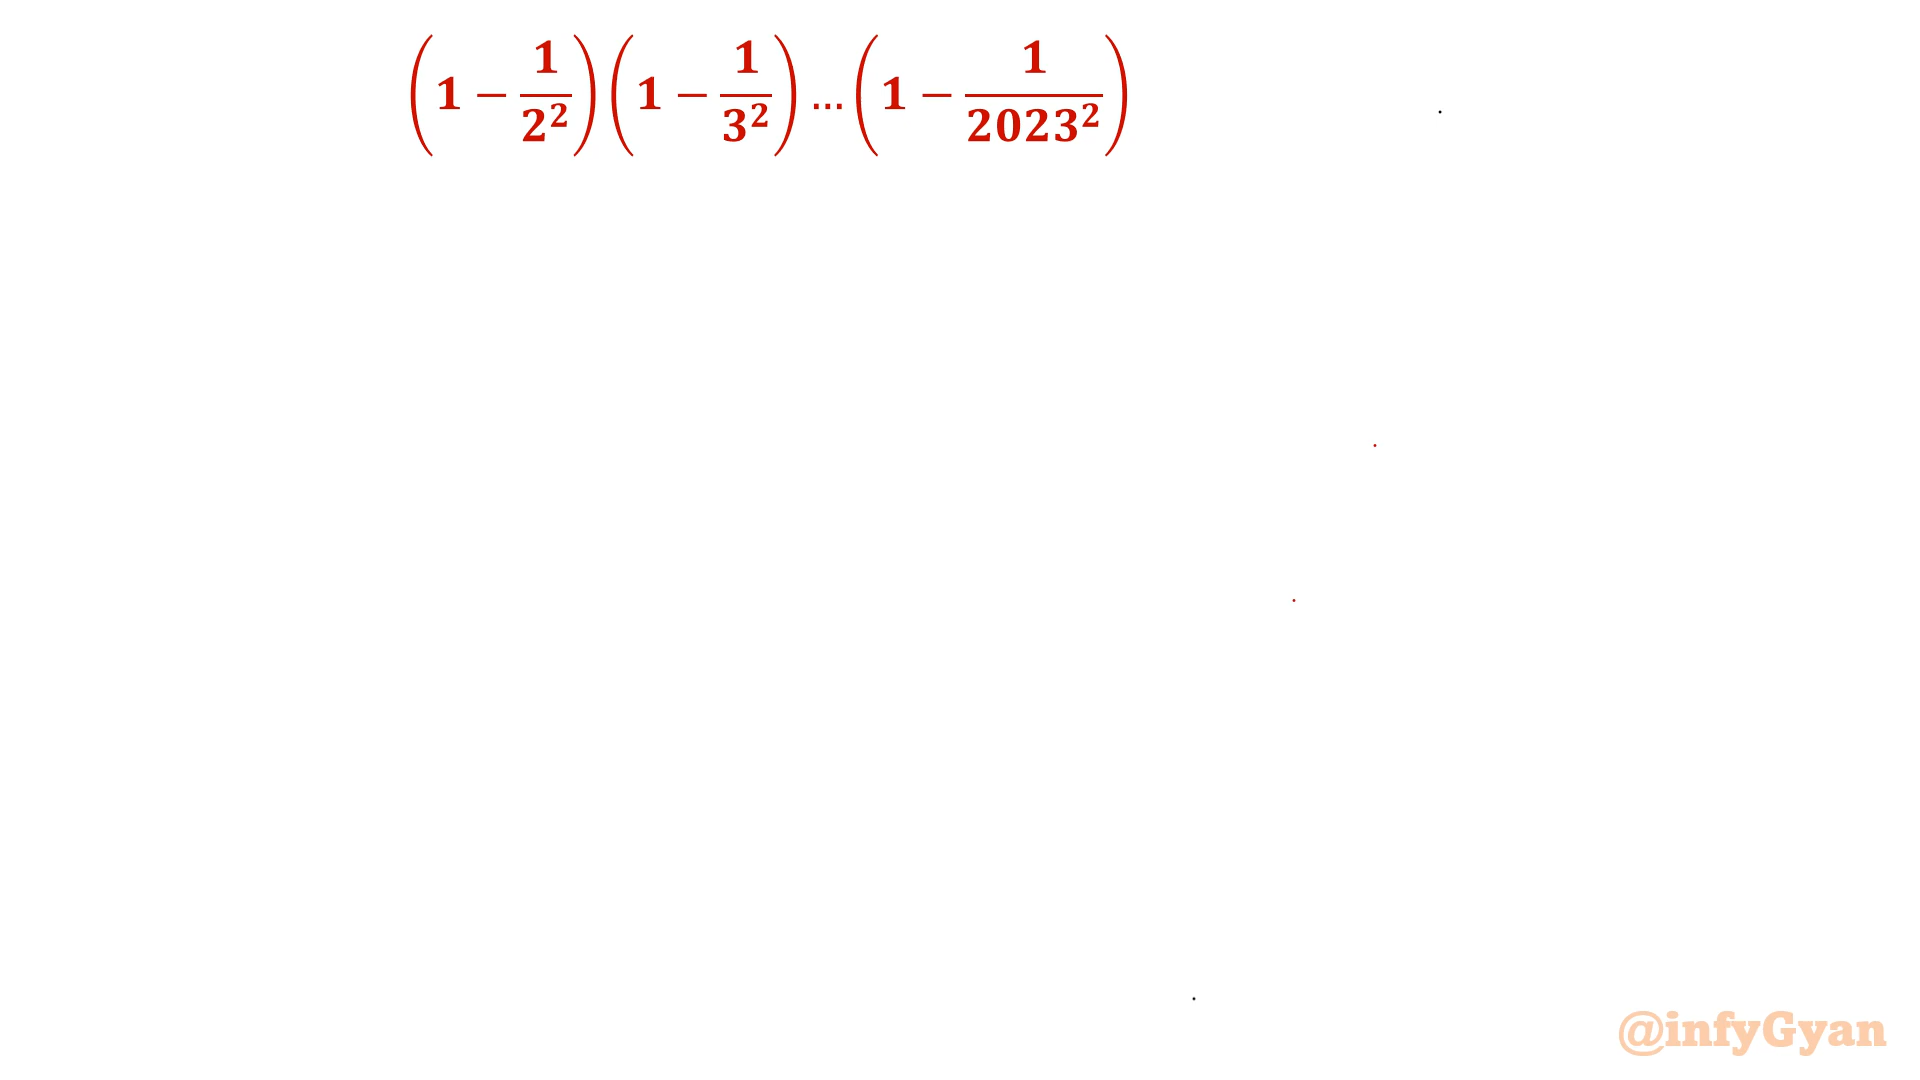 (1 − 1/2²)(1 − 1/3²)…(1 − 1/2023²)
@infyGyan